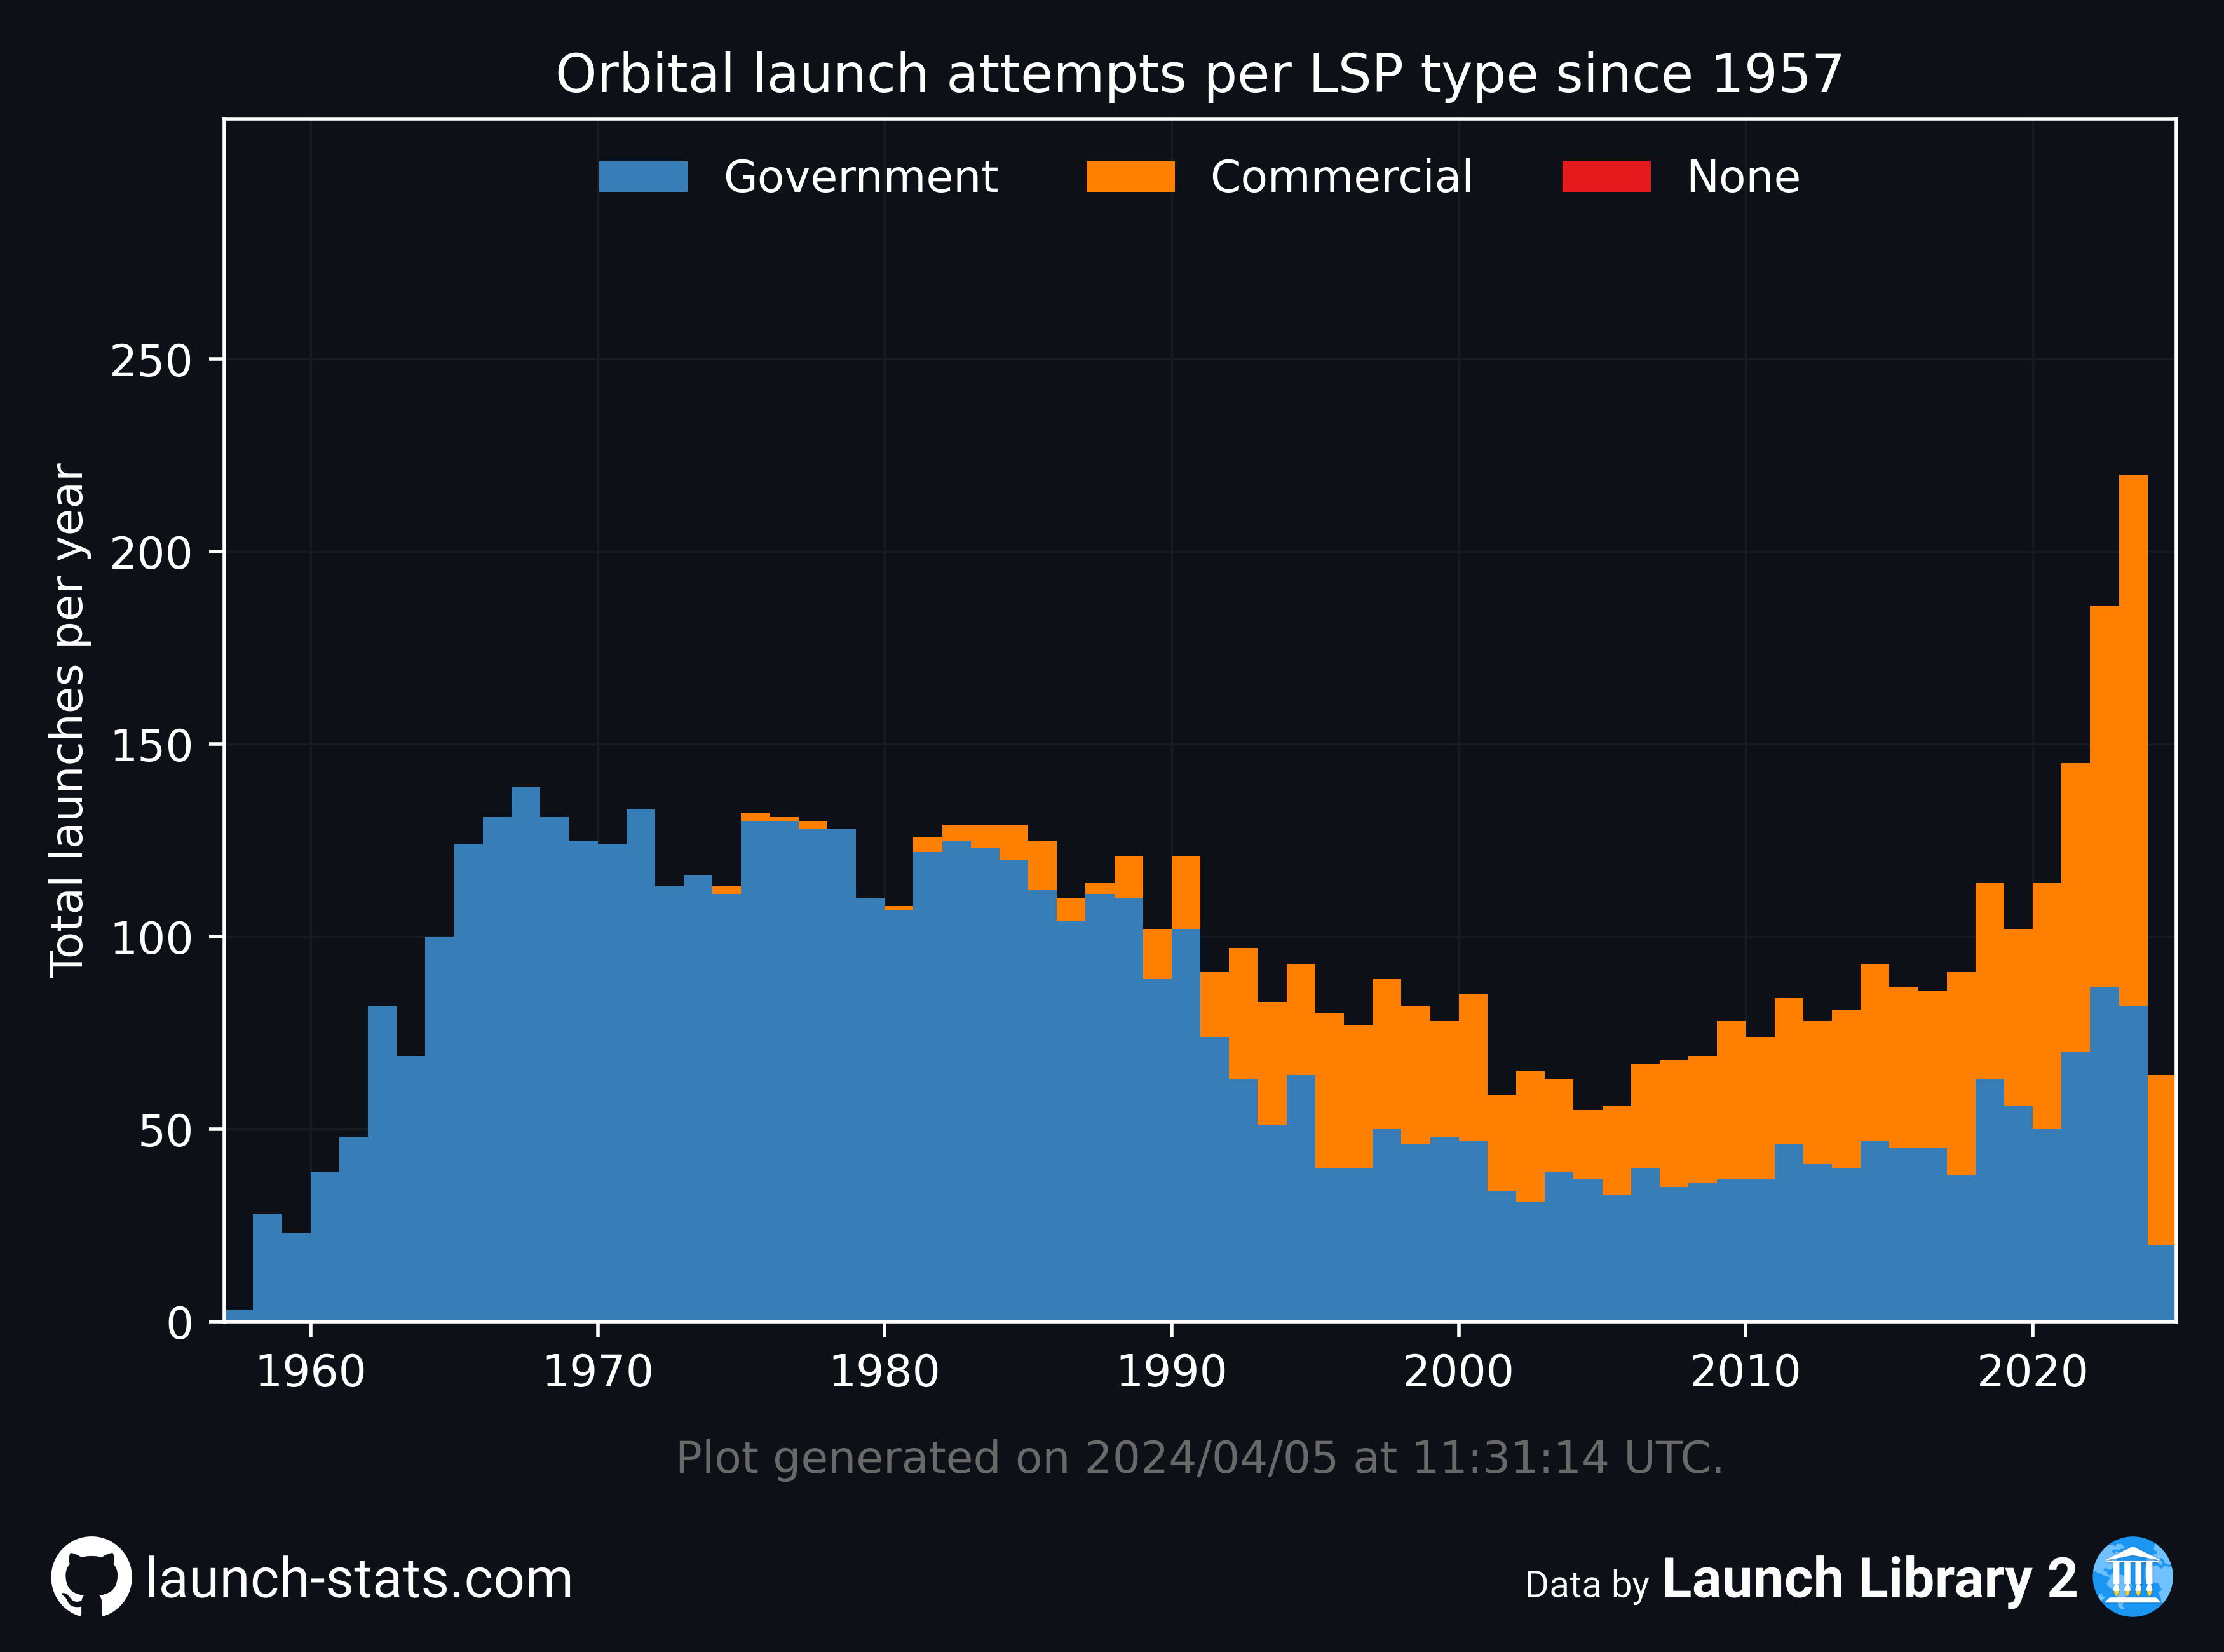 Orbital launch attempts per LSP type since 1957
Government Commercial None
Total launches per year
250
200
150
100
50
0
1960 1970 1980 1990 2000 2010 2020
Plot generated on 2024/04/05 at 11:31:14 UTC.
launch-stats.com
Data by Launch Library 2